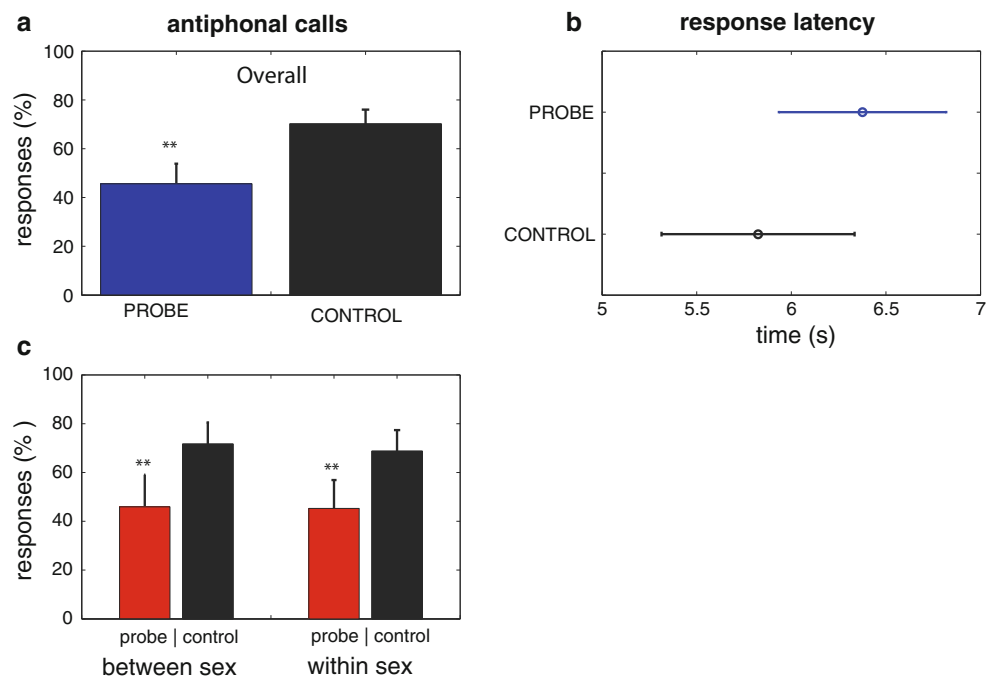 a
antiphonal calls
responses (%)
100
80
60
40
20
0
Overall
**
PROBE
CONTROL
b
response latency
PROBE
CONTROL
5
5.5
6
6.5
7
time (s)
c
responses (% )
100
80
60
40
20
0
**
**
probe | control
probe | control
between sex
within sex